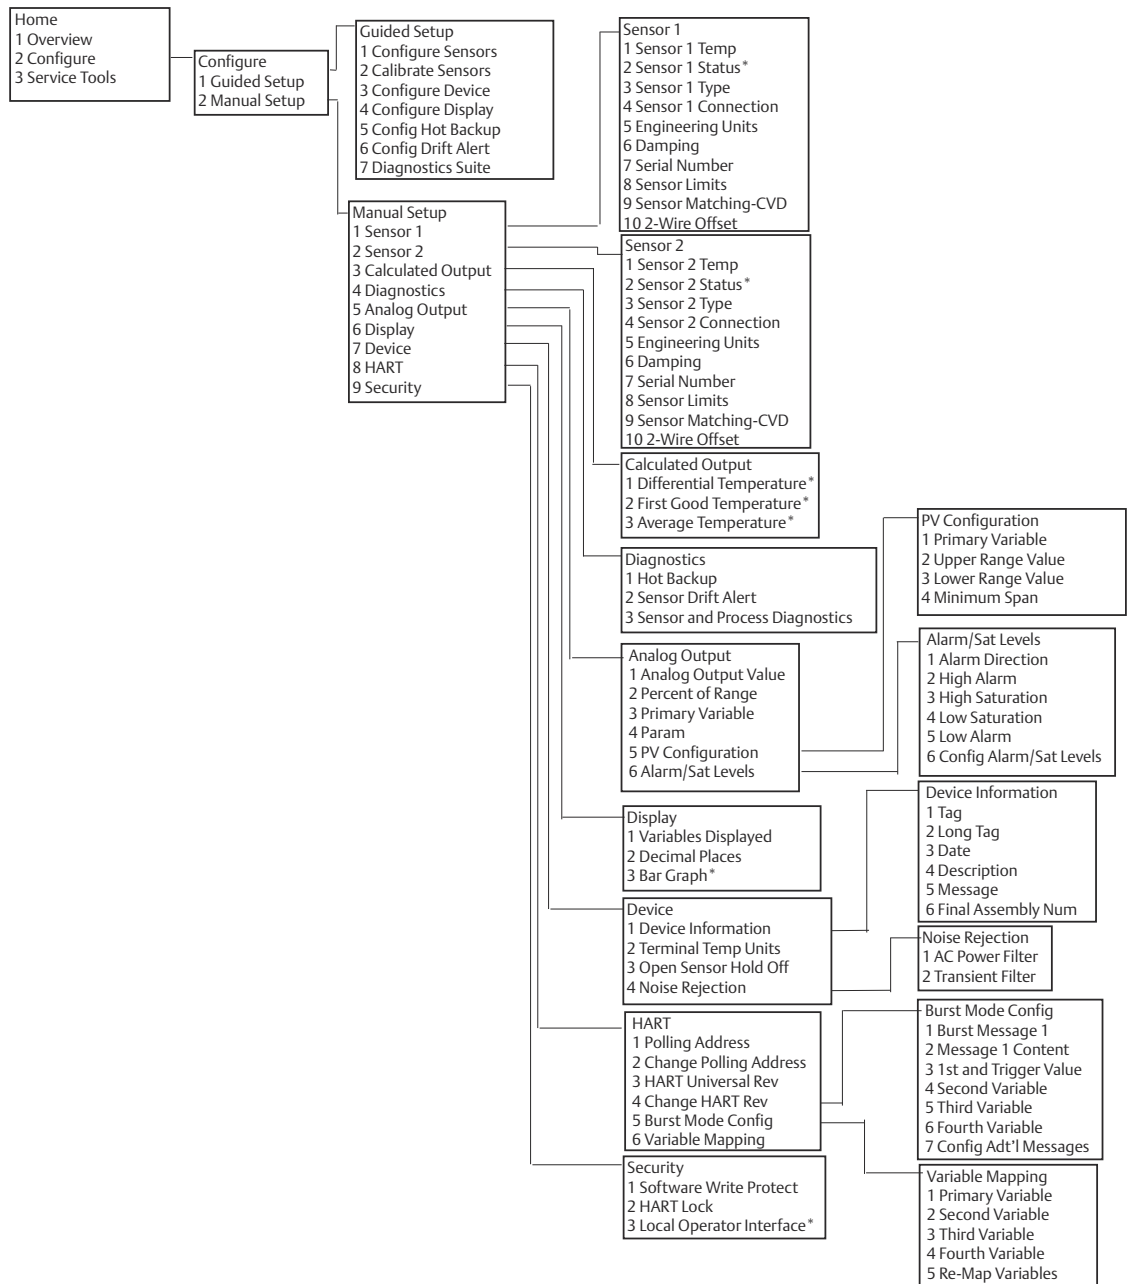 Home
1 Overview
2 Configure
3 Service Tools
Configure
1 Guided Setup
2 Manual Setup
Guided Setup
1 Configure Sensors
2 Calibrate Sensors
3 Configure Device
4 Configure Display
5 Config Hot Backup
6 Config Drift Alert
7 Diagnostics Suite
Manual Setup
1 Sensor 1
2 Sensor 2
3 Calculated Output
4 Diagnostics
5 Analog Output
6 Display
7 Device
8 HART
9 Security
Sensor 1
1 Sensor 1 Temp
2 Sensor 1 Status*
3 Sensor 1 Type
4 Sensor 1 Connection
5 Engineering Units
6 Damping
7 Serial Number
8 Sensor Limits
9 Sensor Matching-CVD
10 2-Wire Offset
Sensor 2
1 Sensor 2 Temp
2 Sensor 2 Status*
3 Sensor 2 Type
4 Sensor 2 Connection
5 Engineering Units
6 Damping
7 Serial Number
8 Sensor Limits
9 Sensor Matching-CVD
10 2-Wire Offset
Calculated Output
1 Differential Temperature*
2 First Good Temperature*
3 Average Temperature*
Diagnostics
1 Hot Backup
2 Sensor Drift Alert
3 Sensor and Process Diagnostics
Analog Output
1 Analog Output Value
2 Percent of Range
3 Primary Variable
4 Param
5 PV Configuration
6 Alarm/Sat Levels
PV Configuration
1 Primary Variable
2 Upper Range Value
3 Lower Range Value
4 Minimum Span
Alarm/Sat Levels
1 Alarm Direction
2 High Alarm
3 High Saturation
4 Low Saturation
5 Low Alarm
6 Config Alarm/Sat Levels
Display
1 Variables Displayed
2 Decimal Places
3 Bar Graph*
Device
1 Device Information
2 Terminal Temp Units
3 Open Sensor Hold Off
4 Noise Rejection
Device Information
1 Tag
2 Long Tag
3 Date
4 Description
5 Message
6 Final Assembly Num
Noise Rejection
1 AC Power Filter
2 Transient Filter
HART
1 Polling Address
2 Change Polling Address
3 HART Universal Rev
4 Change HART Rev
5 Burst Mode Config
6 Variable Mapping
Burst Mode Config
1 Burst Message 1
2 Message 1 Content
3 1st and Trigger Value
4 Second Variable
5 Third Variable
6 Fourth Variable
7 Config Adt'l Messages
Security
1 Software Write Protect
2 HART Lock
3 Local Operator Interface*
Variable Mapping
1 Primary Variable
2 Second Variable
3 Third Variable
4 Fourth Variable
5 Re-Map Variables